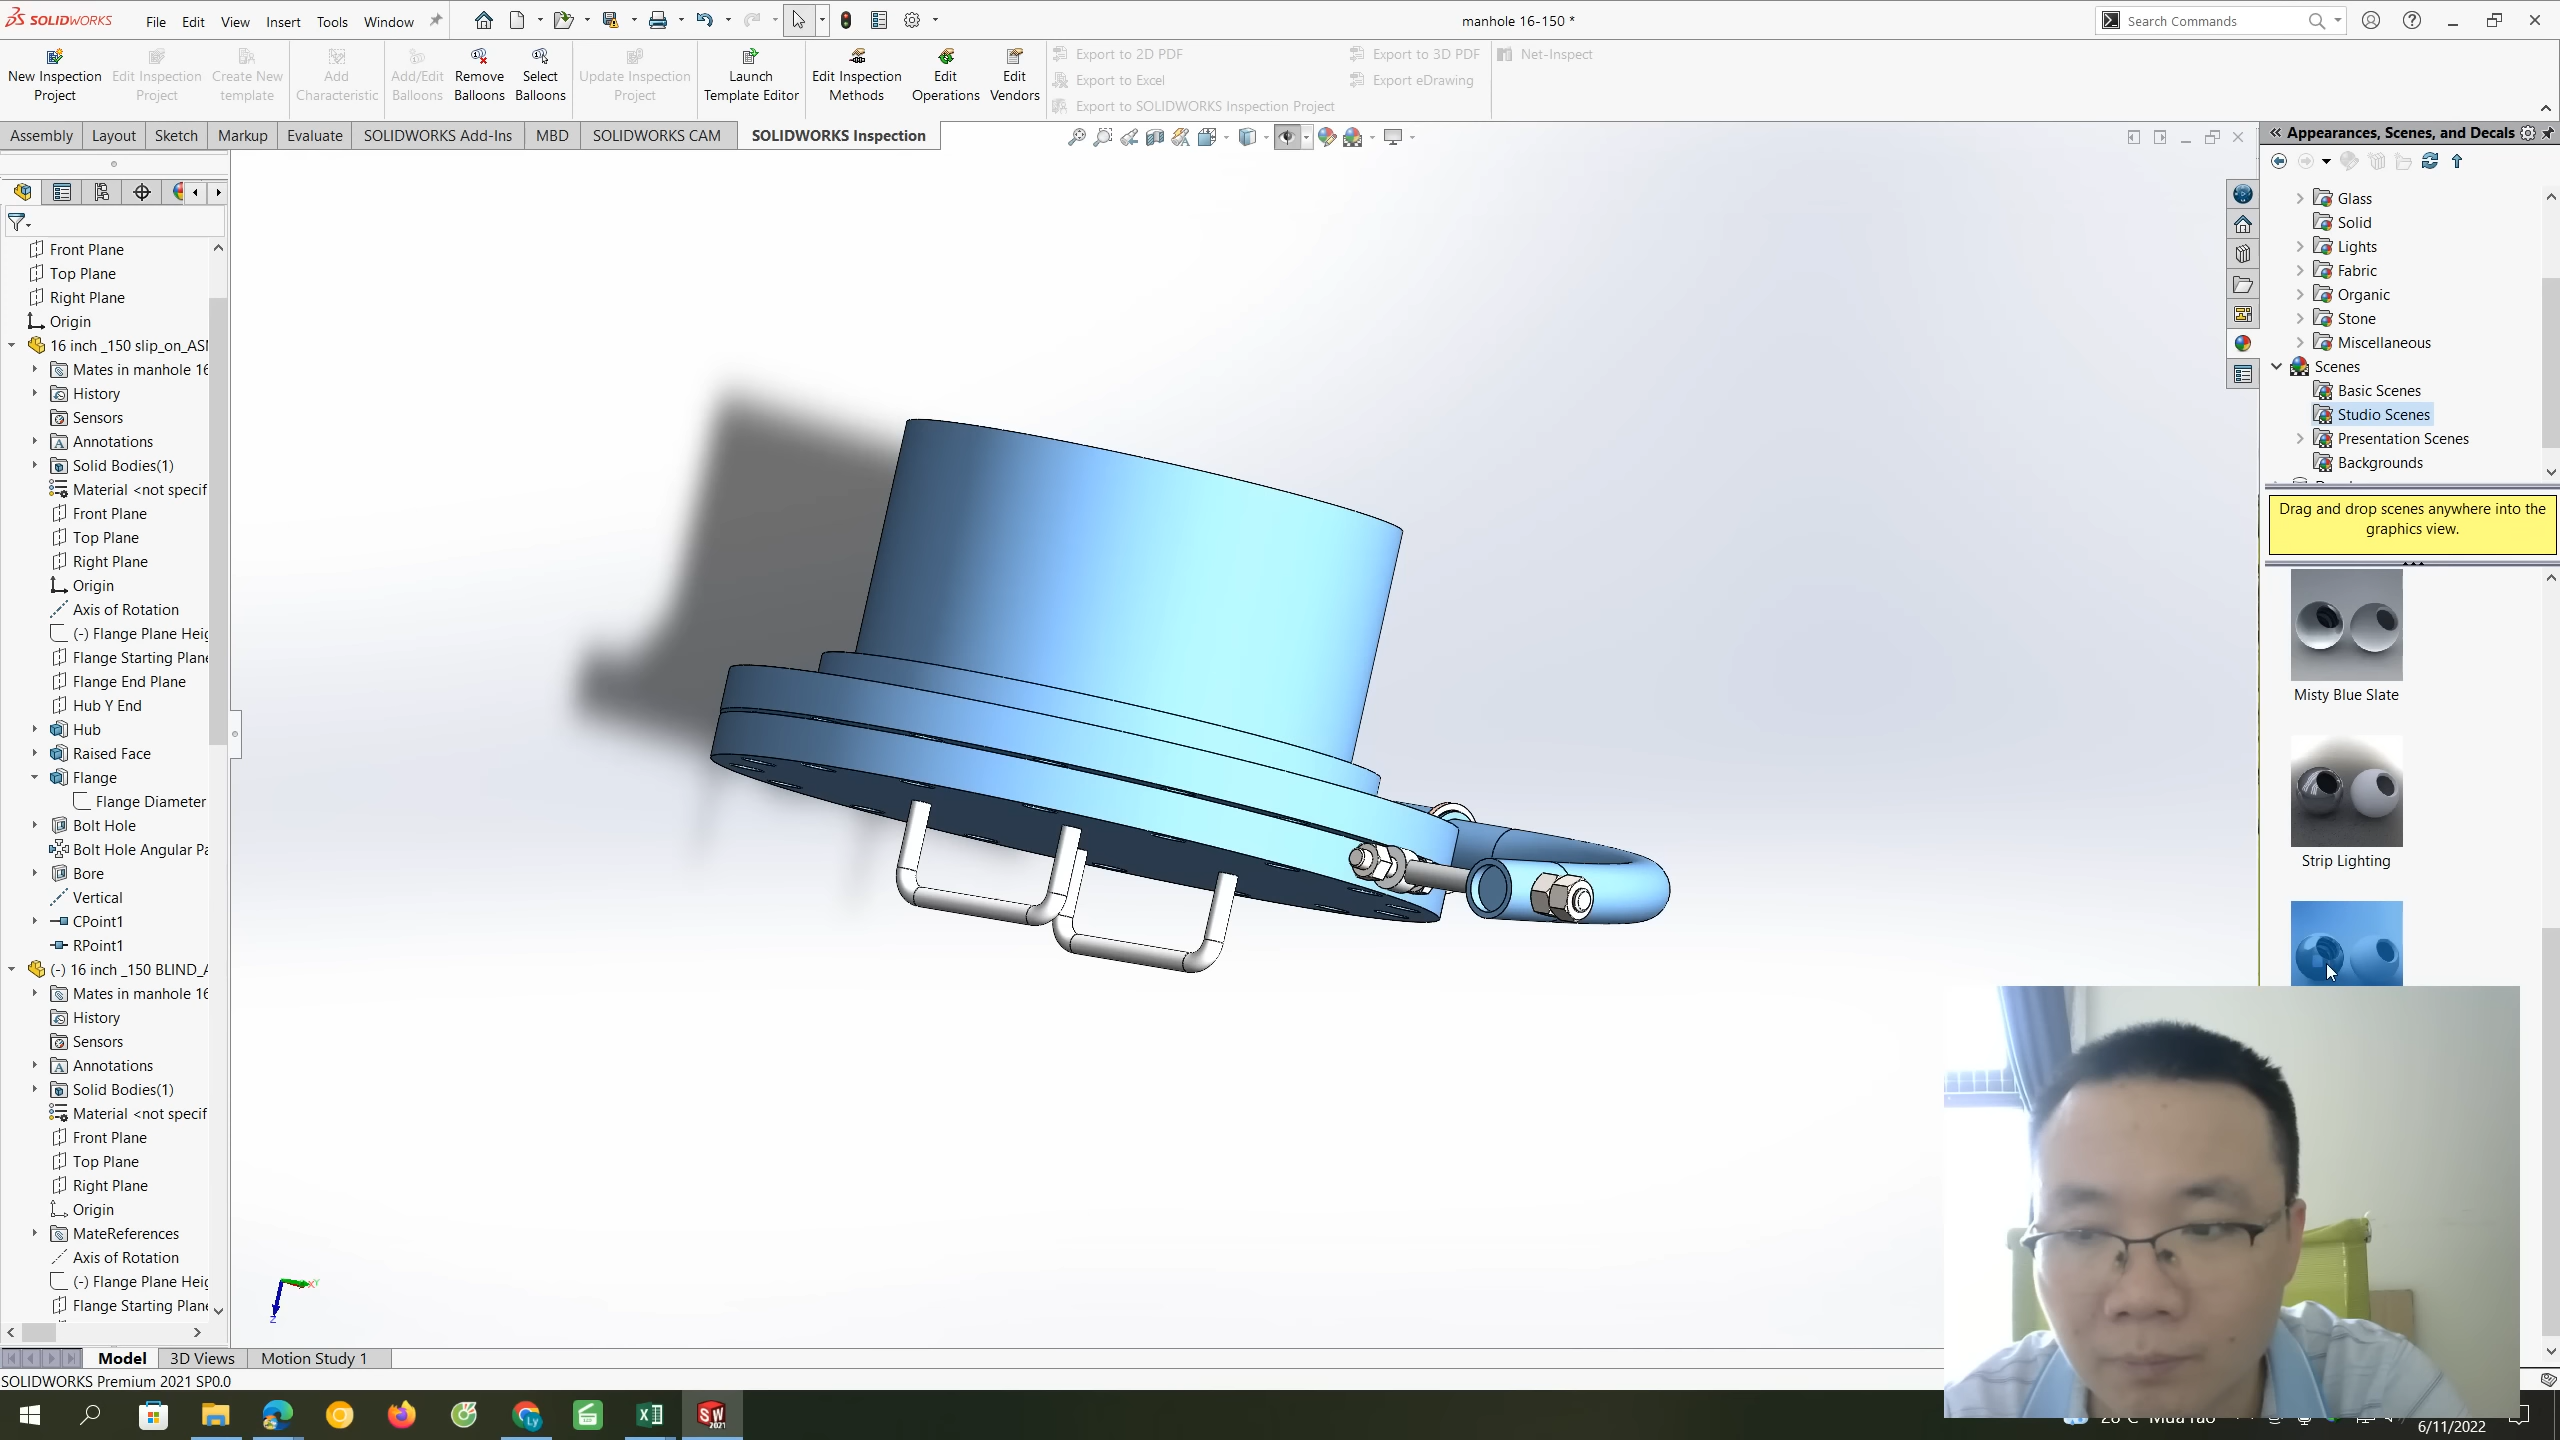 SOLIDWORKS File Edit View Insert Tools Window manhole 16-150 * Search Commands
New Inspection Project
Edit Inspection Project
Create New template
Add Characteristic
Add/Edit Balloons
Remove Balloons
Select Balloons
Update Inspection Project
Launch Template Editor
Edit Inspection Methods
Edit Operations
Edit Vendors
Export to 2D PDF
Export to Excel
Export to SOLIDWORKS Inspection Project
Export to 3D PDF
Export eDrawing
Net-Inspect
Assembly Layout Sketch Markup Evaluate SOLIDWORKS Add-Ins MBD SOLIDWORKS CAM SOLIDWORKS Inspection
Front Plane
Top Plane
Right Plane
Origin
16 inch _150 slip_on_ASM
Mates in manhole 16
History
Sensors
Annotations
Solid Bodies(1)
Material <not specif
Front Plane
Top Plane
Right Plane
Origin
Axis of Rotation
(-) Flange Plane Heig
Flange Starting Plane
Flange End Plane
Hub Y End
Hub
Raised Face
Flange
Flange Diameter
Bolt Hole
Bolt Hole Angular Pa
Bore
Vertical
CPoint1
RPoint1
(-) 16 inch _150 BLIND_A
Mates in manhole 16
History
Sensors
Annotations
Solid Bodies(1)
Material <not specif
Front Plane
Top Plane
Right Plane
Origin
MateReferences
Axis of Rotation
(-) Flange Plane Heig
Flange Starting Plane
Z
Model 3D Views Motion Study 1
SOLIDWORKS Premium 2021 SP0.0
Appearances, Scenes, and Decals
Glass
Solid
Lights
Fabric
Organic
Stone
Miscellaneous
Scenes
Basic Scenes
Studio Scenes
Presentation Scenes
Backgrounds
Drag and drop scenes anywhere into the
graphics view.
Misty Blue Slate
Strip Lighting
Ly
SW
2021
6/11/2022